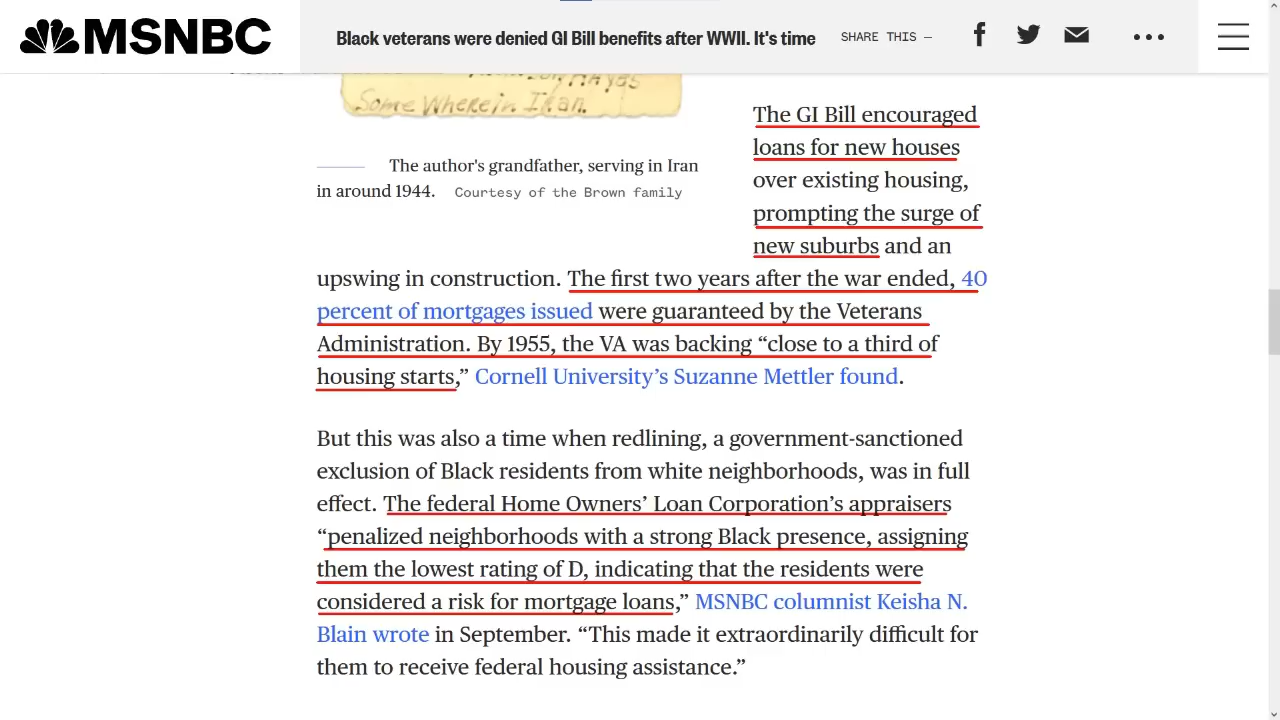 MSNBC
Black veterans were denied GI Bill benefits after WWII. It's time
SHARE THIS —
Some Where in Iran.
The author's grandfather, serving in Iran
in around 1944. Courtesy of the Brown family
The GI Bill encouraged
loans for new houses
over existing housing,
prompting the surge of
new suburbs and an
upswing in construction. The first two years after the war ended, 40
percent of mortgages issued were guaranteed by the Veterans
Administration. By 1955, the VA was backing “close to a third of
housing starts,” Cornell University’s Suzanne Mettler found.
But this was also a time when redlining, a government-sanctioned
exclusion of Black residents from white neighborhoods, was in full
effect. The federal Home Owners’ Loan Corporation’s appraisers
“penalized neighborhoods with a strong Black presence, assigning
them the lowest rating of D, indicating that the residents were
considered a risk for mortgage loans,” MSNBC columnist Keisha N.
Blain wrote in September. “This made it extraordinarily difficult for
them to receive federal housing assistance.”